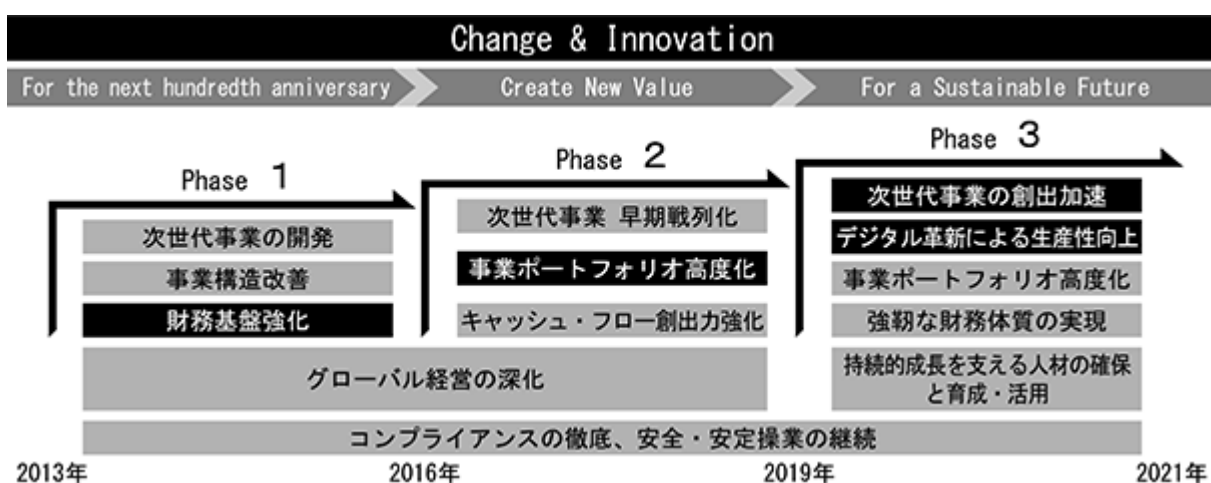 Change & Innovation
For the next hundredth anniversary
Create New Value
For a Sustainable Future
Phase 1
次世代事業の開発
事業構造改善
財務基盤強化
Phase 2
次世代事業 早期戦列化
事業ポートフォリオ高度化
キャッシュ・フロー創出力強化
Phase 3
次世代事業の創出加速
デジタル革新による生産性向上
事業ポートフォリオ高度化
強靭な財務体質の実現
持続的成長を支える人材の確保
と育成・活用
グローバル経営の深化
コンプライアンスの徹底、安全・安定操業の継続
2013年
2016年
2019年
2021年